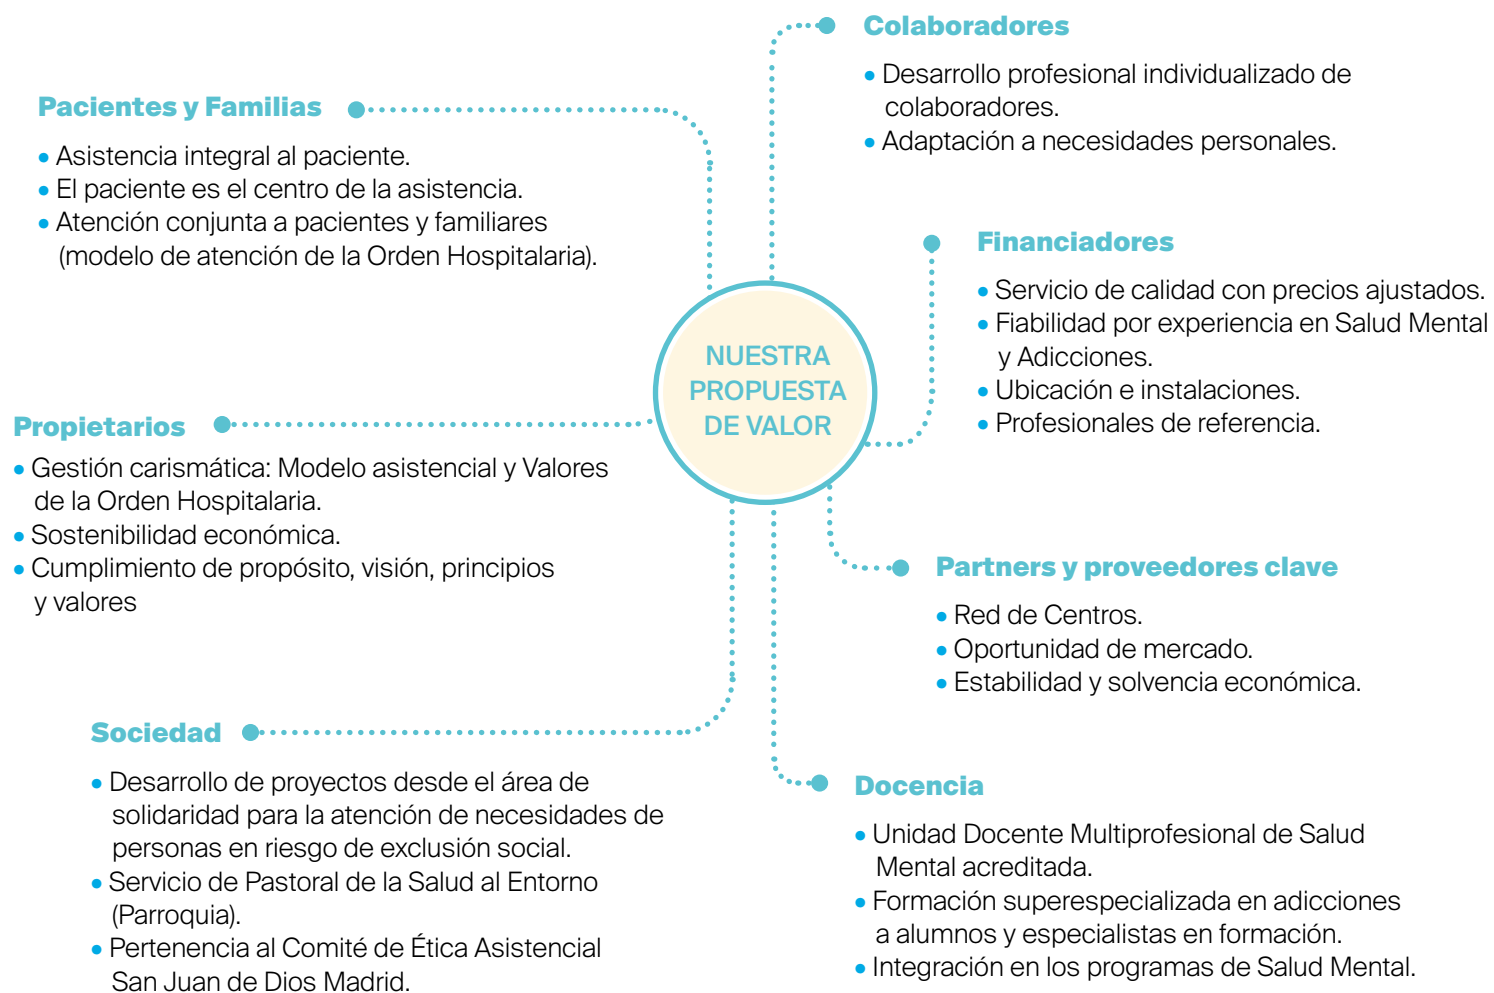 Colaboradores
• Desarrollo profesional individualizado de
colaboradores.
• Adaptación a necesidades personales.
Pacientes y Familias
• Asistencia integral al paciente.
• El paciente es el centro de la asistencia.
• Atención conjunta a pacientes y familiares
(modelo de atención de la Orden Hospitalaria).
Financiadores
• Servicio de calidad con precios ajustados.
• Fiabilidad por experiencia en Salud Mental
y Adicciones.
• Ubicación e instalaciones.
• Profesionales de referencia.
NUESTRA
PROPUESTA
DE VALOR
Propietarios
• Gestión carismática: Modelo asistencial y Valores
de la Orden Hospitalaria.
• Sostenibilidad económica.
• Cumplimiento de propósito, visión, principios
y valores
Partners y proveedores clave
• Red de Centros.
• Oportunidad de mercado.
• Estabilidad y solvencia económica.
Sociedad
• Desarrollo de proyectos desde el área de
solidaridad para la atención de necesidades de
personas en riesgo de exclusión social.
• Servicio de Pastoral de la Salud al Entorno
(Parroquia).
• Pertenencia al Comité de Ética Asistencial
San Juan de Dios Madrid.
Docencia
• Unidad Docente Multiprofesional de Salud
Mental acreditada.
• Formación superespecializada en adicciones
a alumnos y especialistas en formación.
• Integración en los programas de Salud Mental.